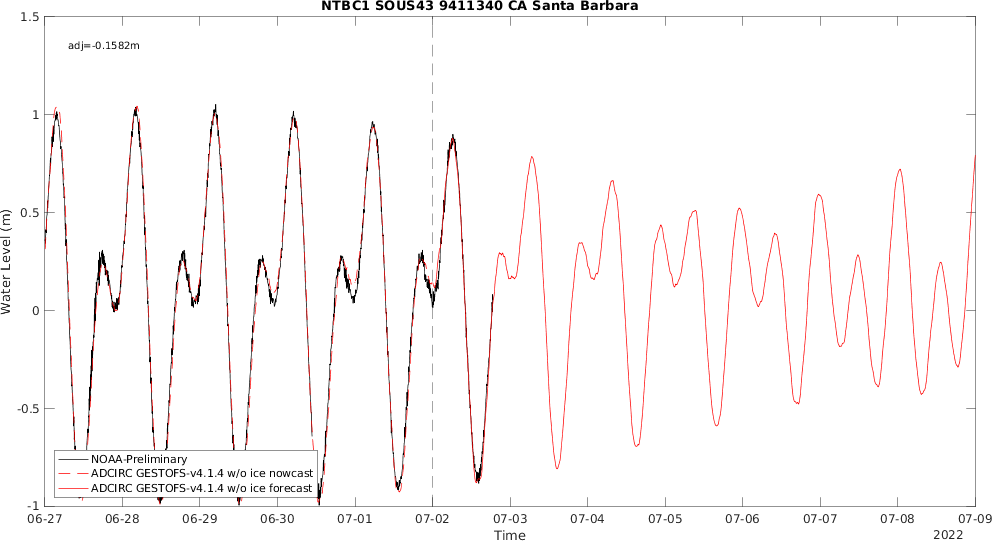 NTBC1 SOUS43 9411340 CA Santa Barbara
1.5
adj=-0.1582m
1
0.5
0
-0.5
-1
Water Level (m)
NOAA-Preliminary
ADCIRC GESTOFS-v4.1.4 w/o ice nowcast
ADCIRC GESTOFS-v4.1.4 w/o ice forecast
06-27 06-28 06-29 06-30 07-01 07-02 07-03 07-04 07-05 07-06 07-07 07-08 07-09
Time
2022